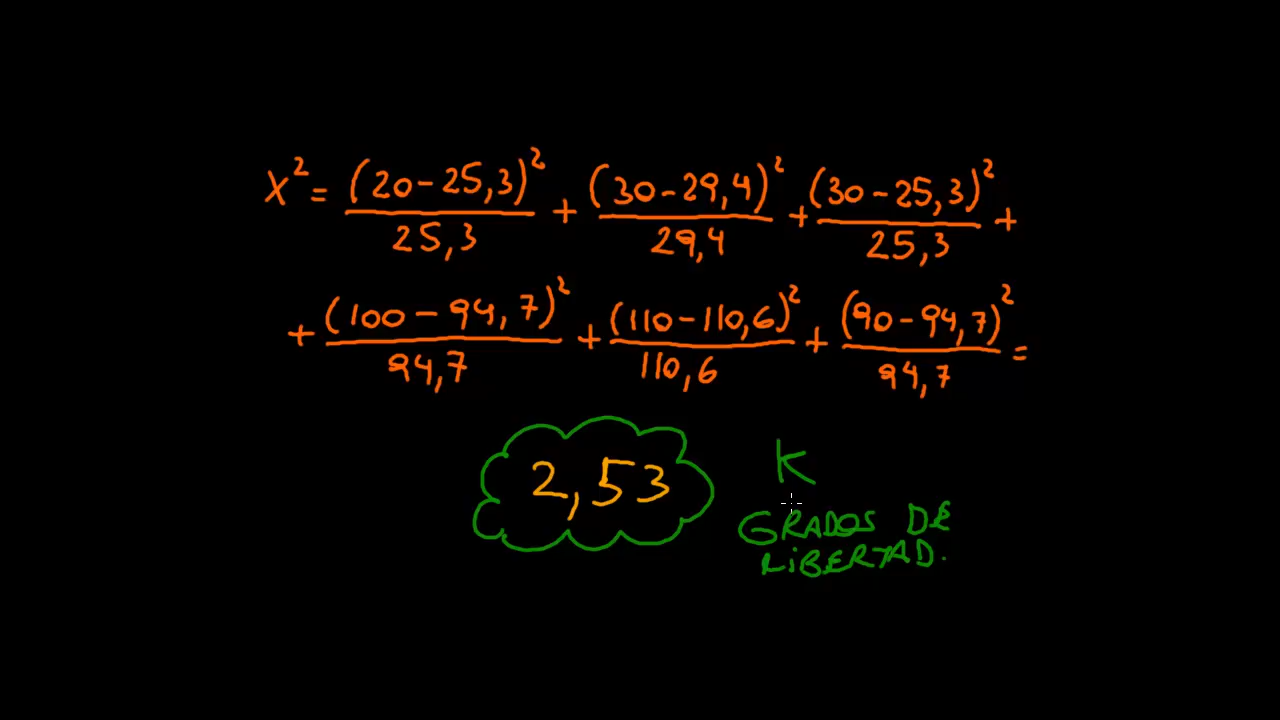 X² = (20-25,3)²/25,3 + (30-29,4)²/29,4 + (30-25,3)²/25,3 +
+ (100-94,7)²/94,7 + (110-110,6)²/110,6 + (90-94,7)²/94,7 =
2,53
K
GRADOS DE
LIBERTAD.